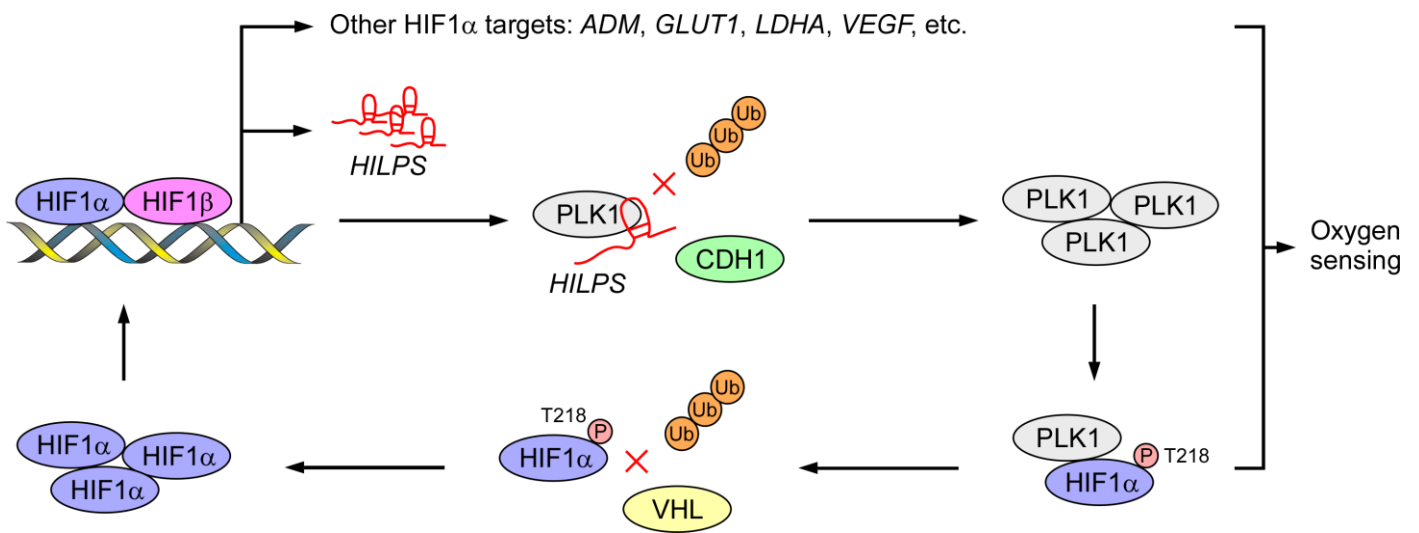 Other HIF1α targets: ADM, GLUT1, LDHA, VEGF, etc.
HILPS
HIF1α
HIF1β
PLK1
HILPS
Ub
Ub
Ub
CDH1
PLK1
PLK1
PLK1
Oxygen
sensing
HIF1α
HIF1α
HIF1α
T218
P
HIF1α
Ub
Ub
Ub
VHL
PLK1
P
T218
HIF1α